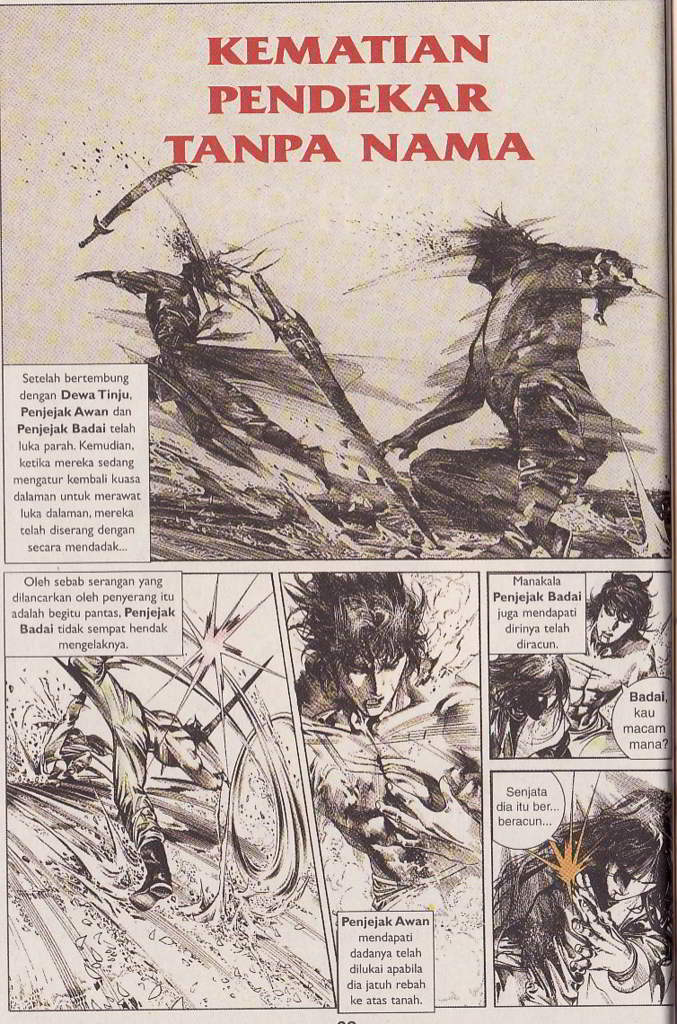 KEMATIAN
PENDEKAR
TANPA NAMA
Setelah bertembung
dengan Dewa Tinju,
Penjejak Awan dan
Penjejak Badai telah
luka parah. Kemudian,
ketika mereka sedang
mengatur kembali kuasa
dalaman untuk merawat
luka dalaman, mereka
telah diserang dengan
secara mendadak...
Oleh sebab serangan yang
dilancarkan oleh penyerang itu
adalah begitu pantas, Penjejak
Badai tidak sempat hendak
mengelaknya.
Penjejak Awan
mendapati
dadanya telah
dilukai apabila
dia jatuh rebah
ke atas tanah.
Manakala
Penjejak Badai
juga mendapati
dirinya telah
diracun.
Badai,
kau
macam
mana?
Senjata
dia itu ber...
beracun...